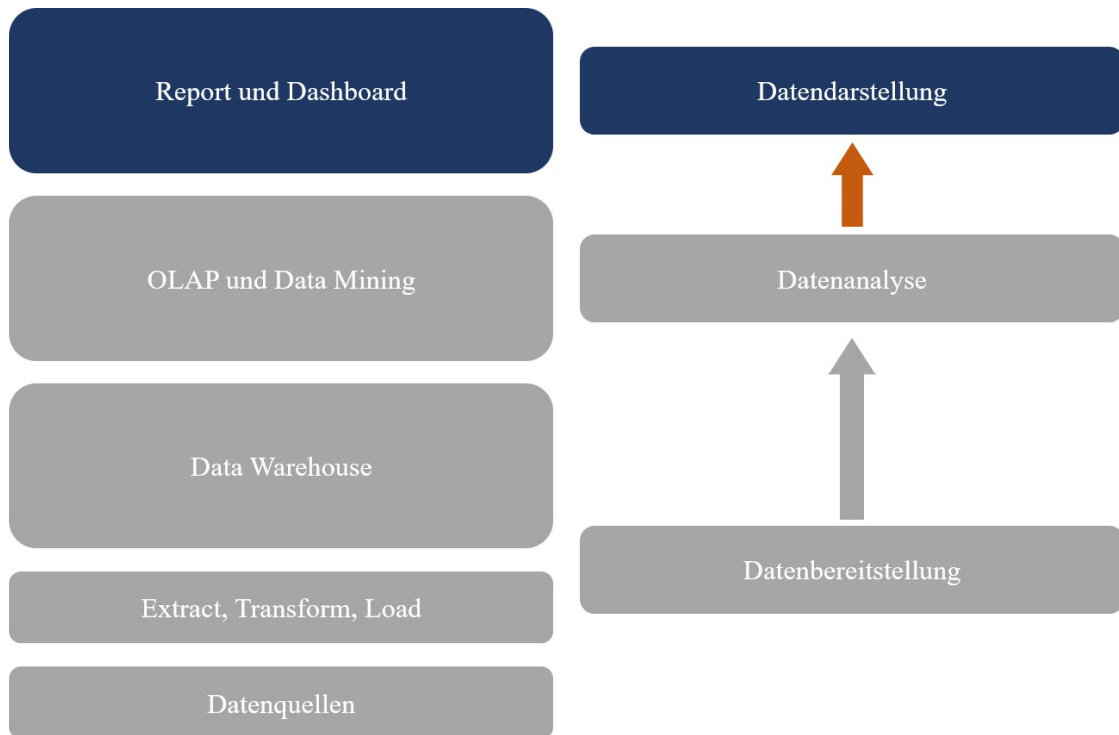 Report und Dashboard
OLAP und Data Mining
Data Warehouse
Extract, Transform, Load
Datenquellen
Datendarstellung
Datenanalyse
Datenbereitstellung